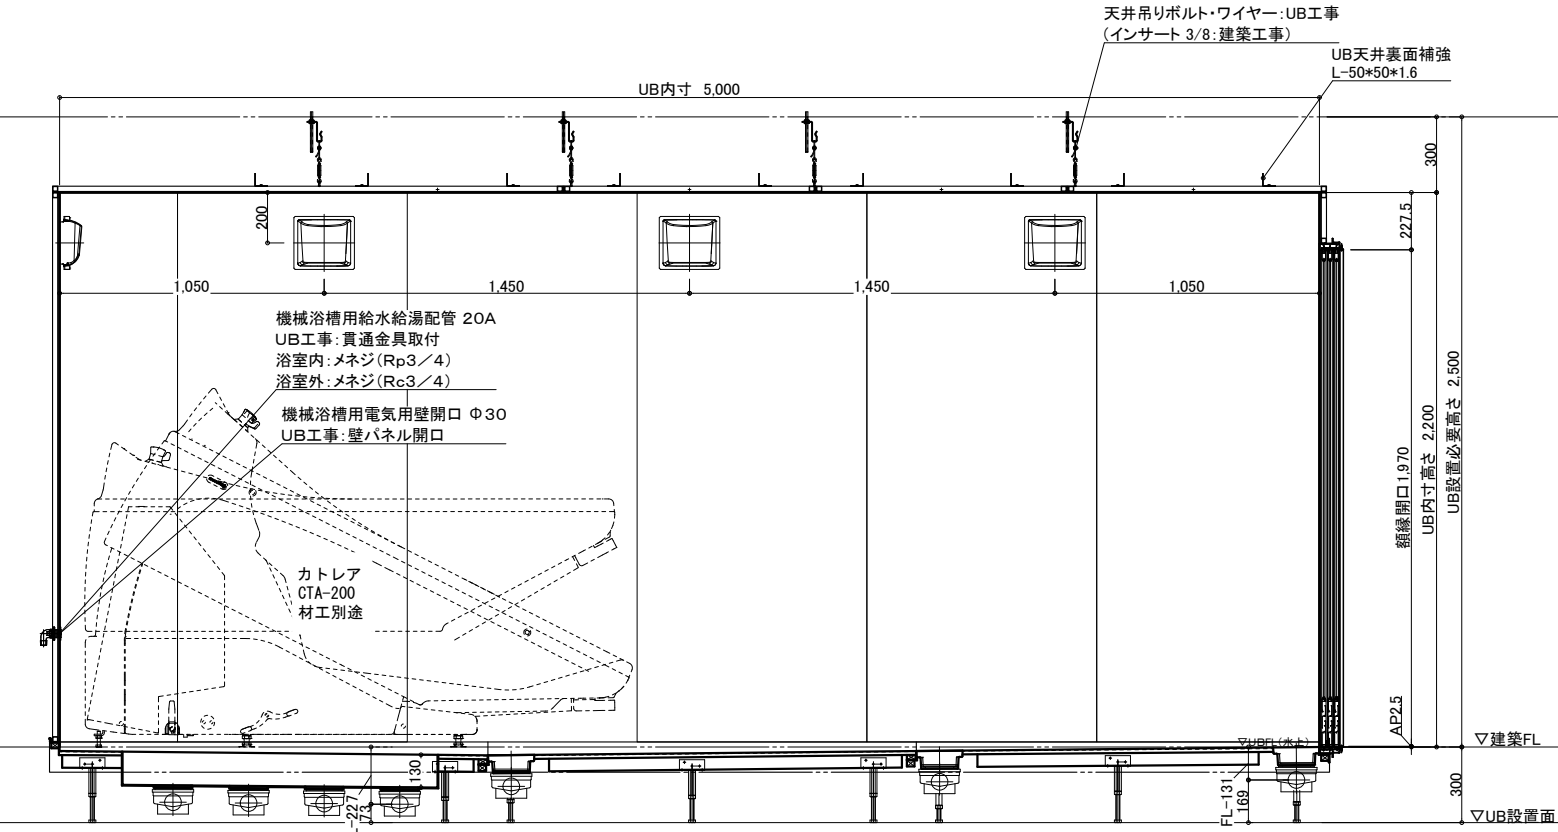 天井吊りボルト・ワイヤー:UB工事
(インサート 3/8:建築工事)
UB天井裏面補強
L-50*50*1.6
UB内寸 5,000
300
200
227.5
1,050
1,450
1,450
1,050
機械浴槽用給水給湯配管 20A
UB工事:貫通金具取付
浴室内:メネジ(Rp3/4)
浴室外:メネジ(Rc3/4)
機械浴槽用電気用壁開口 Φ30
UB工事:壁パネル開口
額縁開口1,970
UB内寸高さ 2,200
UB設置必要高さ 2,500
カトレア
CTA-200
材工別途
AP2.5
▽UBFL(水上)
▽建築FL
130
-227
73
FL-131
169
300
▽UB設置面